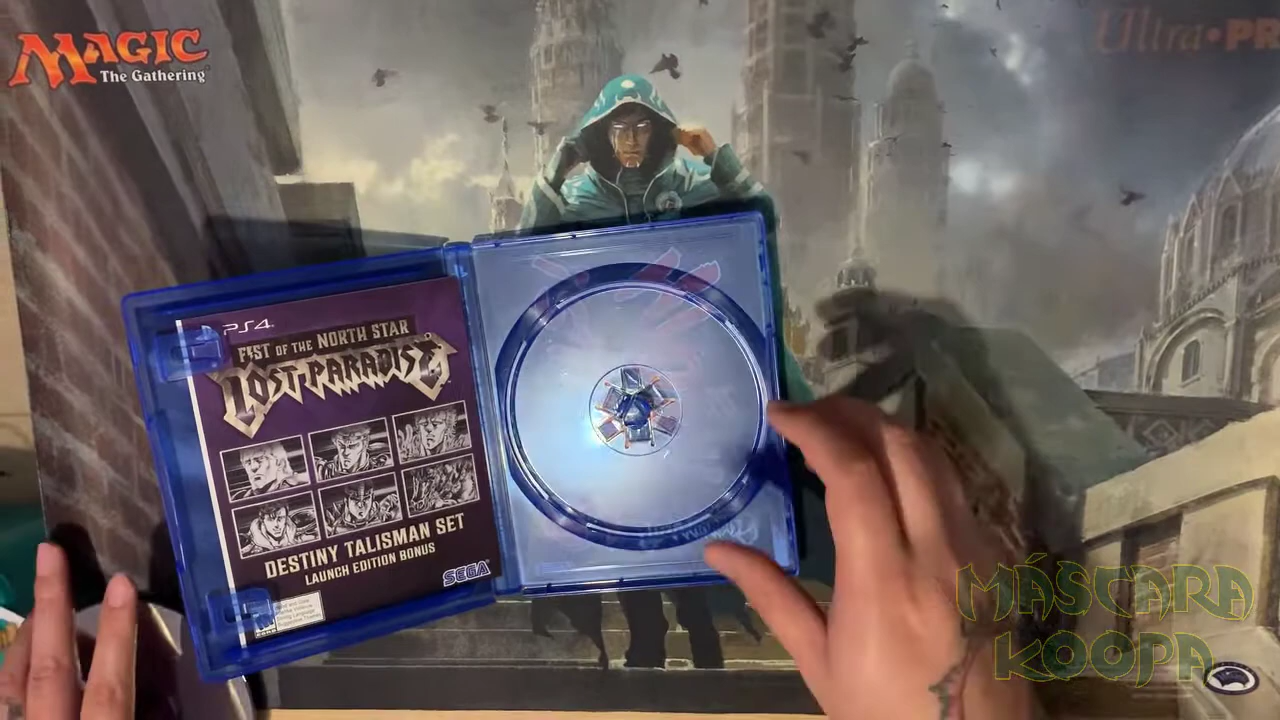 MAGIC
The Gathering
Ultra•PR
PS4
FIST OF THE NORTH STAR
LOST PARADISE
DESTINY TALISMAN SET
LAUNCH EDITION BONUS
SEGA
MÁSCARA
KOOPA